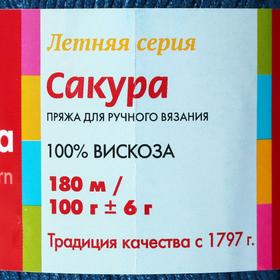 Летняя серия
Сакура
ПРЯЖА ДЛЯ РУЧНОГО ВЯЗАНИЯ
100% ВИСКОЗА
180 м /
100 г ± 6 г
Традиция качества с 1797 г.